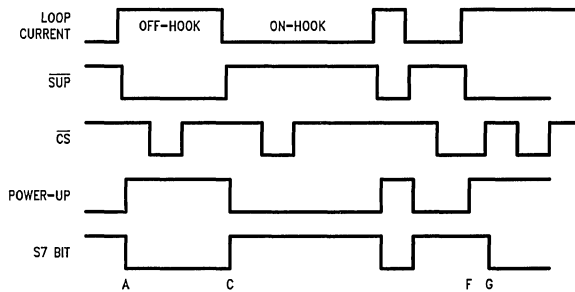 LOOP
CURRENT
OFF-HOOK
ON-HOOK
SUP
CS
POWER-UP
S7 BIT
A
C
F
G